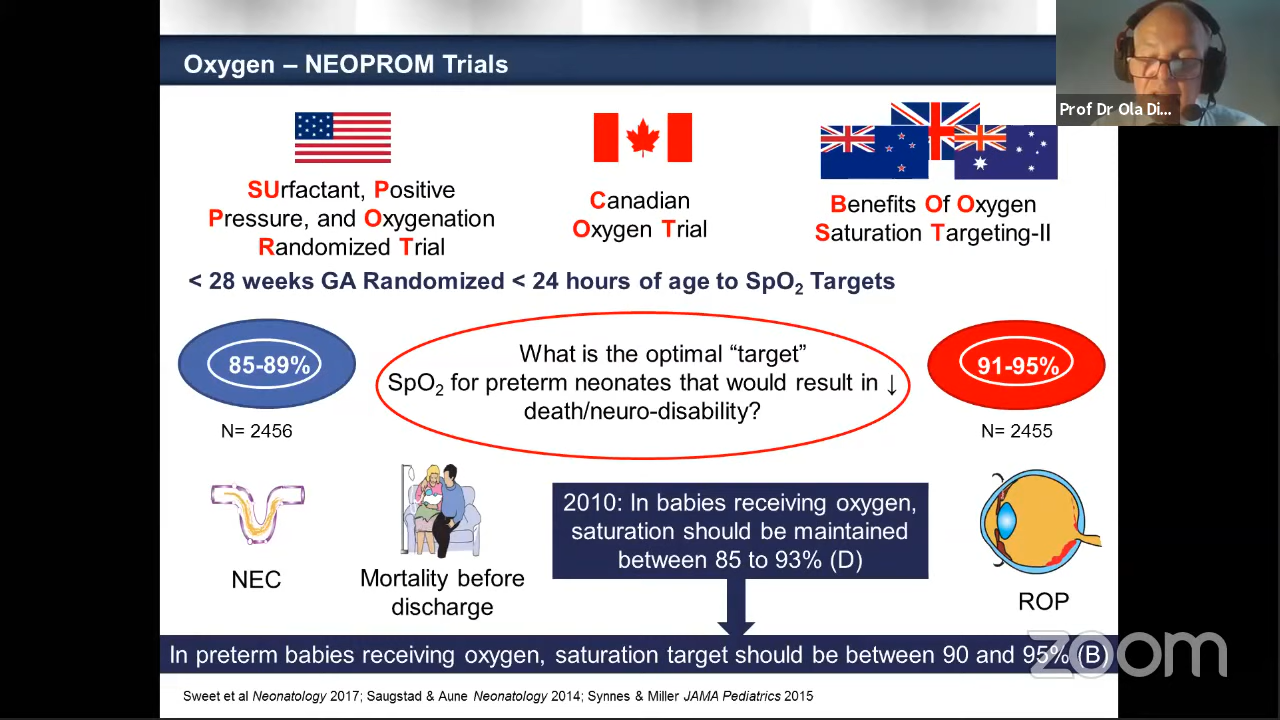 Oxygen – NEOPROM Trials
Prof Dr Ola Di...
SUrfactant, Positive
Pressure, and Oxygenation
Randomized Trial
Canadian
Oxygen Trial
Benefits Of Oxygen
Saturation Targeting-II
< 28 weeks GA Randomized < 24 hours of age to SpO₂ Targets
85-89%
N= 2456
What is the optimal “target”
SpO₂ for preterm neonates that would result in ↓
death/neuro-disability?
91-95%
N= 2455
NEC
Mortality before
discharge
2010: In babies receiving oxygen,
saturation should be maintained
between 85 to 93% (D)
ROP
In preterm babies receiving oxygen, saturation target should be between 90 and 95% (B)
zoom
Sweet et al Neonatology 2017; Saugstad & Aune Neonatology 2014; Synnes & Miller JAMA Pediatrics 2015